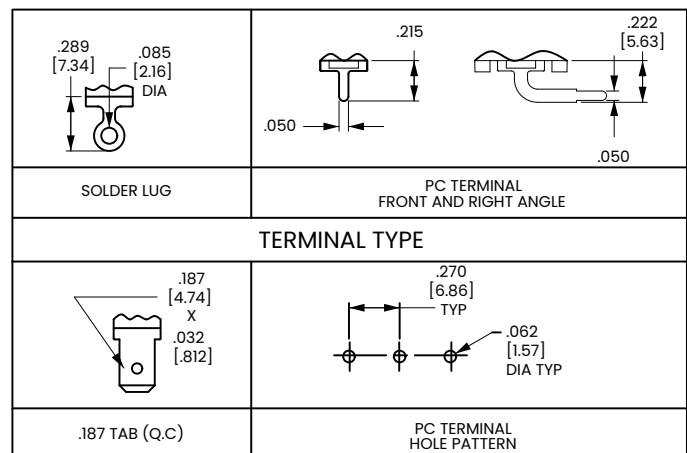 .289
[7.34]
.085
[2.16]
DIA
.215
.050
.222
[5.63]
.050
SOLDER LUG
PC TERMINAL
FRONT AND RIGHT ANGLE
TERMINAL TYPE
.187
[4.74]
X
.032
[.812]
.270
[6.86]
TYP
.062
[1.57]
DIA TYP
.187 TAB (Q.C)
PC TERMINAL
HOLE PATTERN